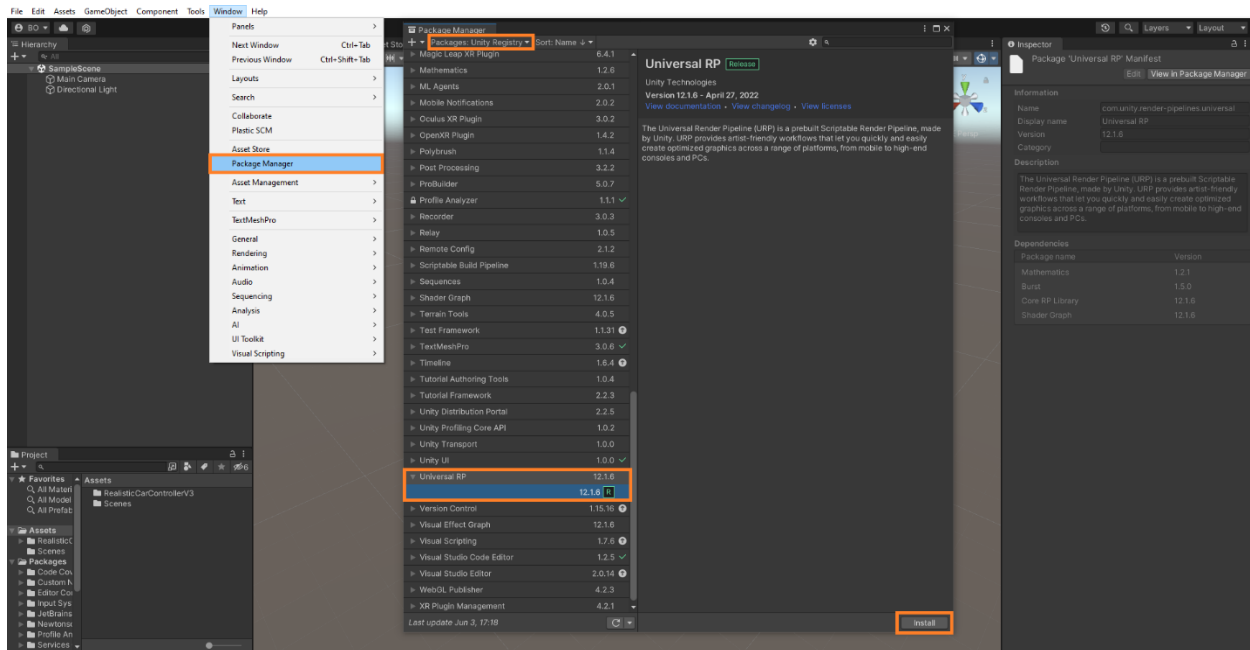 File Edit Assets GameObject Component Tools Window Help
BO
Layers
Layout
Hierarchy
All
SampleScene
Main Camera
Directional Light
Panels
Next Window Ctrl+Tab
Previous Window Ctrl+Shift+Tab
Layouts
Search
Collaborate
Plastic SCM
Asset Store
Package Manager
Asset Management
Text
TextMeshPro
General
Rendering
Animation
Audio
Sequencing
Analysis
AI
UI Toolkit
Visual Scripting
Package Manager
Packages: Unity Registry Sort: Name ↓
Magic Leap XR Plugin 6.4.1
Mathematics 1.2.6
ML Agents 2.0.1
Mobile Notifications 2.0.2
Oculus XR Plugin 3.0.2
OpenXR Plugin 1.4.2
Polybrush 1.1.4
Post Processing 3.2.2
ProBuilder 5.0.7
Profile Analyzer 1.1.1
Recorder 3.0.3
Relay 1.0.5
Remote Config 2.1.2
Scriptable Build Pipeline 1.19.6
Sequences 1.0.4
Shader Graph 12.1.6
Terrain Tools 4.0.5
Test Framework 1.1.31
TextMeshPro 3.0.6
Timeline 1.6.4
Tutorial Authoring Tools 1.0.4
Tutorial Framework 2.2.3
Unity Distribution Portal 2.2.5
Unity Profiling Core API 1.0.2
Unity Transport 1.0.0
Unity UI 1.0.0
Universal RP 12.1.6
12.1.6 R
Version Control 1.15.16
Visual Effect Graph 12.1.6
Visual Scripting 1.7.6
Visual Studio Code Editor 1.2.5
Visual Studio Editor 2.0.14
WebGL Publisher 4.2.3
XR Plugin Management 4.2.1
Last update Jun 3, 17:18
Universal RP Release
Unity Technologies
Version 12.1.6 - April 27, 2022
View documentation • View changelog • View licenses
The Universal Render Pipeline (URP) is a prebuilt Scriptable Render Pipeline, made
by Unity. URP provides artist-friendly workflows that let you quickly and easily
create optimized graphics across a range of platforms, from mobile to high-end
consoles and PCs.
Install
Inspector
Package 'Universal RP' Manifest
Edit View in Package Manager
Information
Name com.unity.render-pipelines.universal
Display name Universal RP
Version 12.1.6
Category
Description
The Universal Render Pipeline (URP) is a prebuilt Scriptable
Render Pipeline, made by Unity. URP provides artist-friendly
workflows that let you quickly and easily create optimized
graphics across a range of platforms, from mobile to high-end
consoles and PCs.
Dependencies
Package name Version
Mathematics 1.2.1
Burst 1.5.0
Core RP Library 12.1.6
Shader Graph 12.1.6
Project
6
Favorites
All Materi
All Model
All Prefab
Assets
Scenes
Packages
Code Cov
Custom N
Editor Cor
Input Sys
JetBrains
Newtons
Profile An
Services
Assets
RealisticCarControllerV3
Scenes